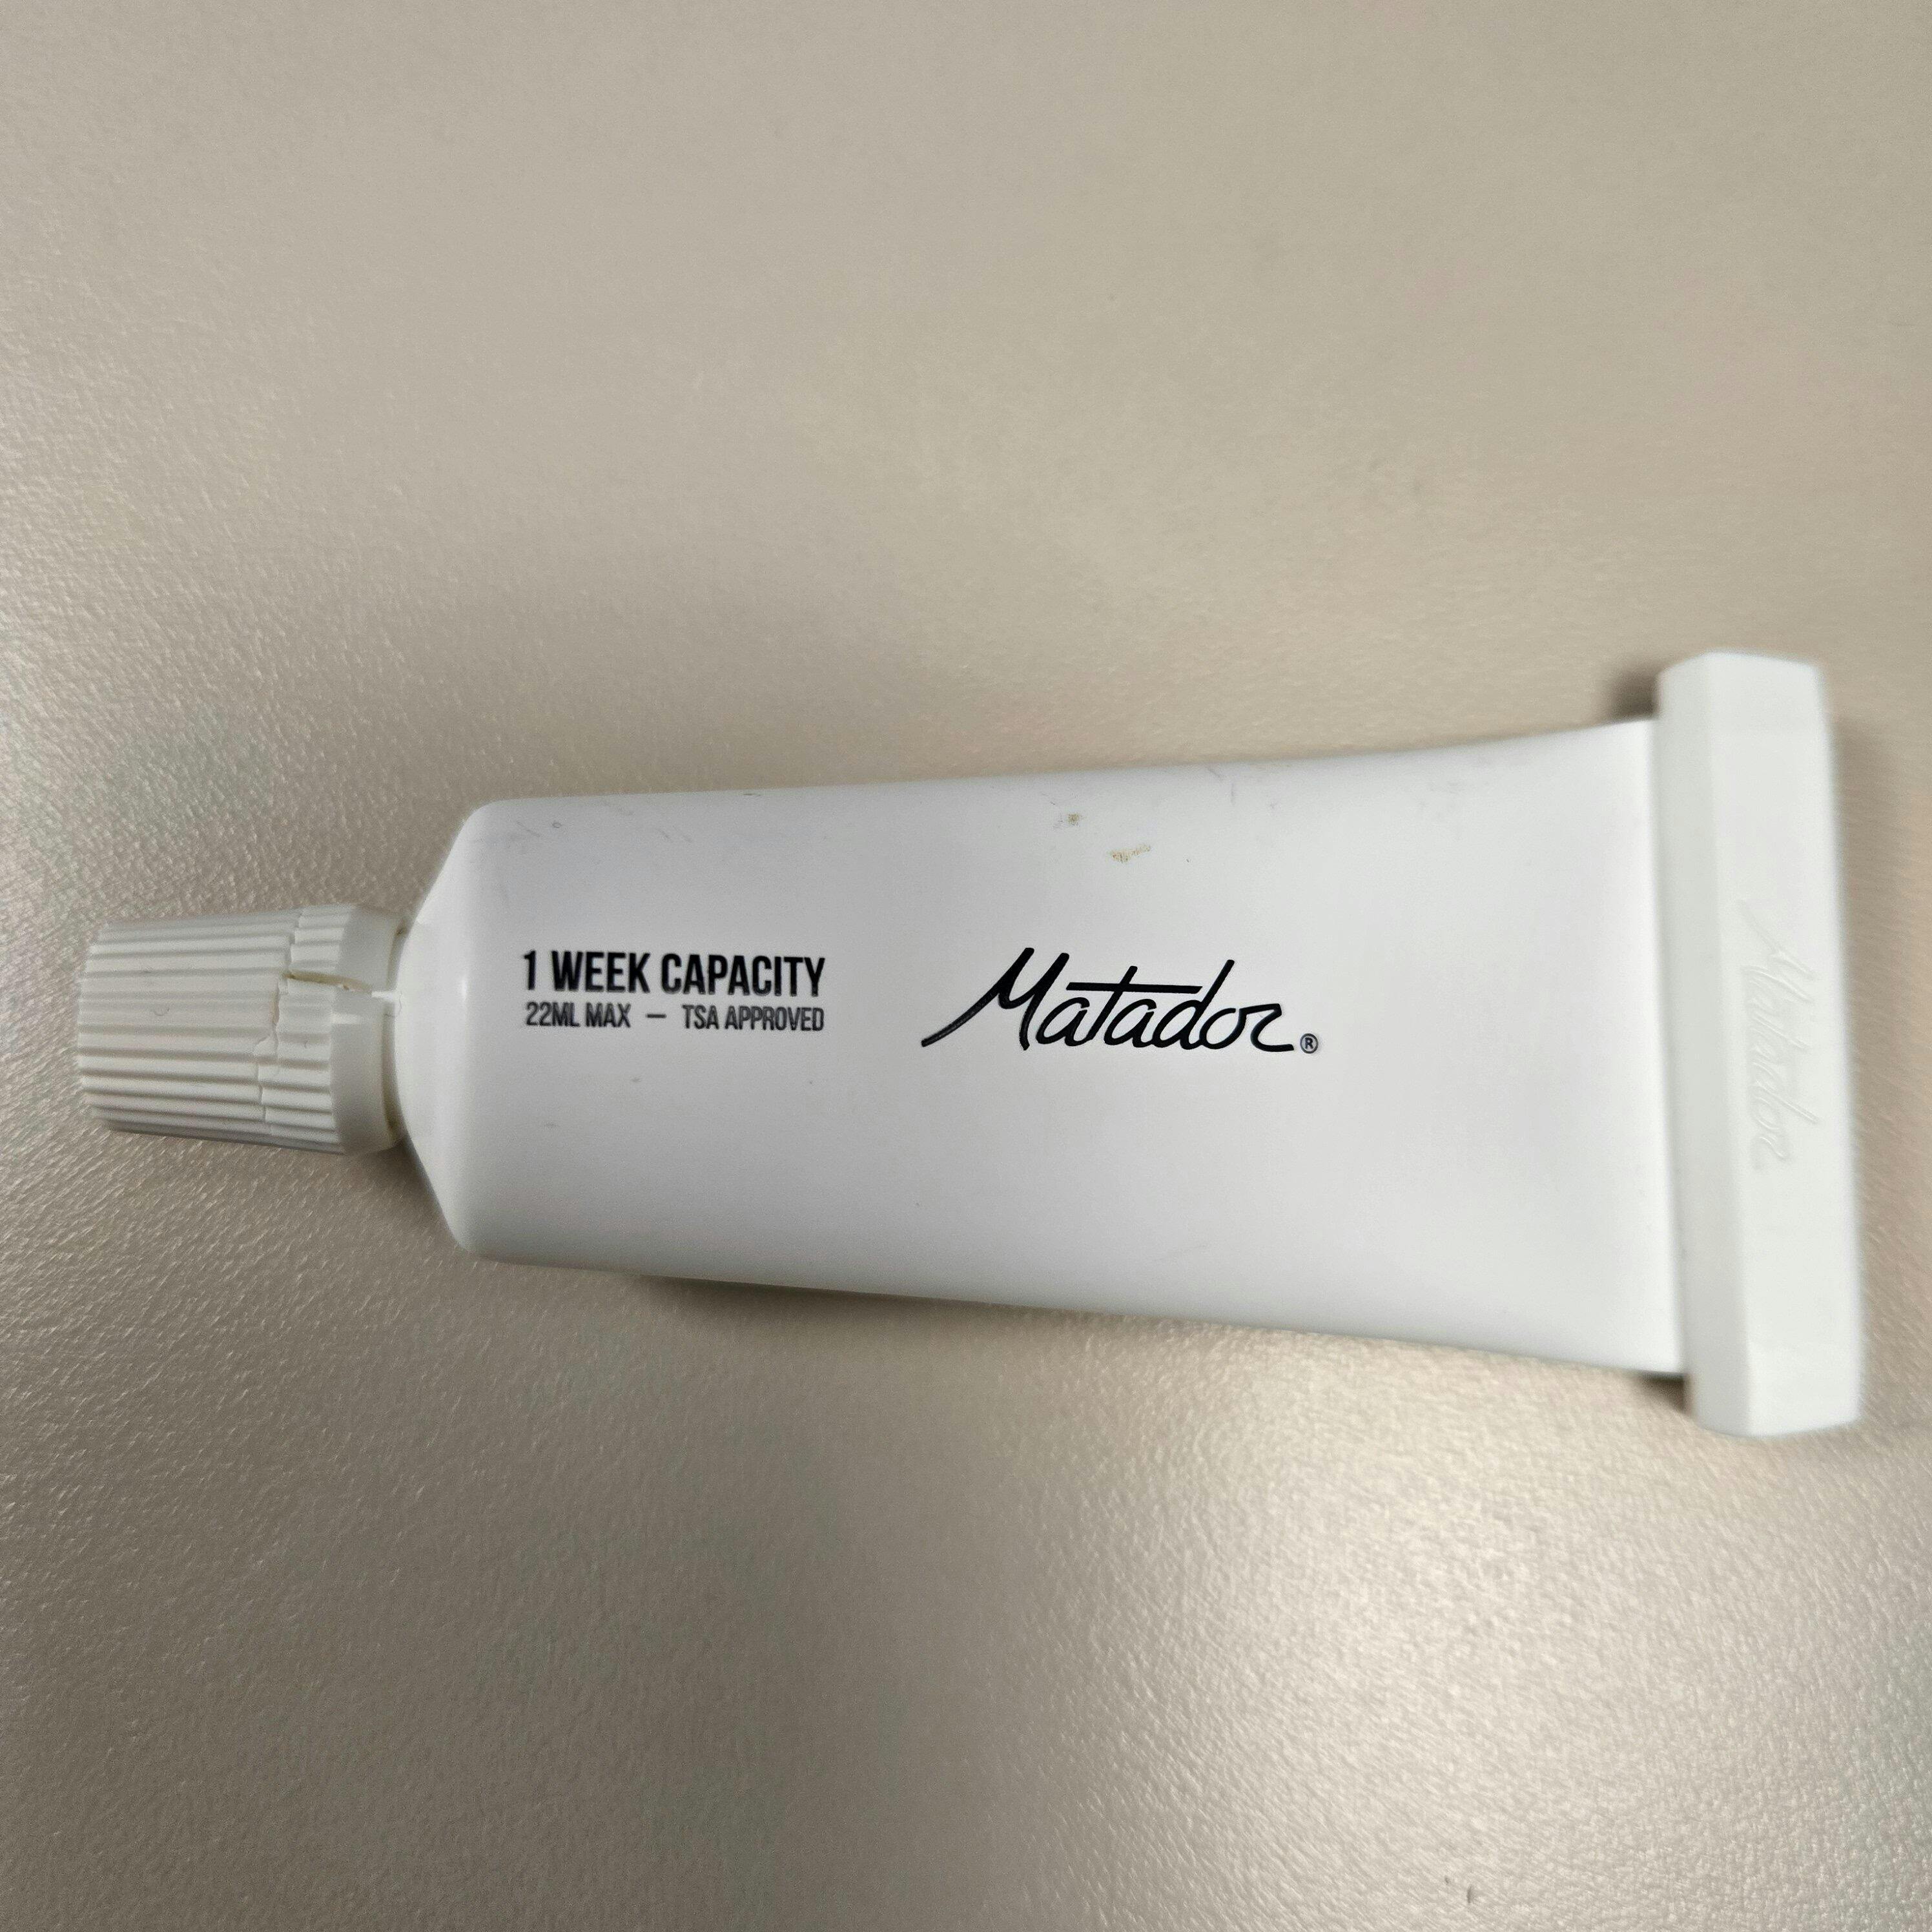 1 WEEK CAPACITY
22ML MAX — TSA APPROVED
Matador®
Matador